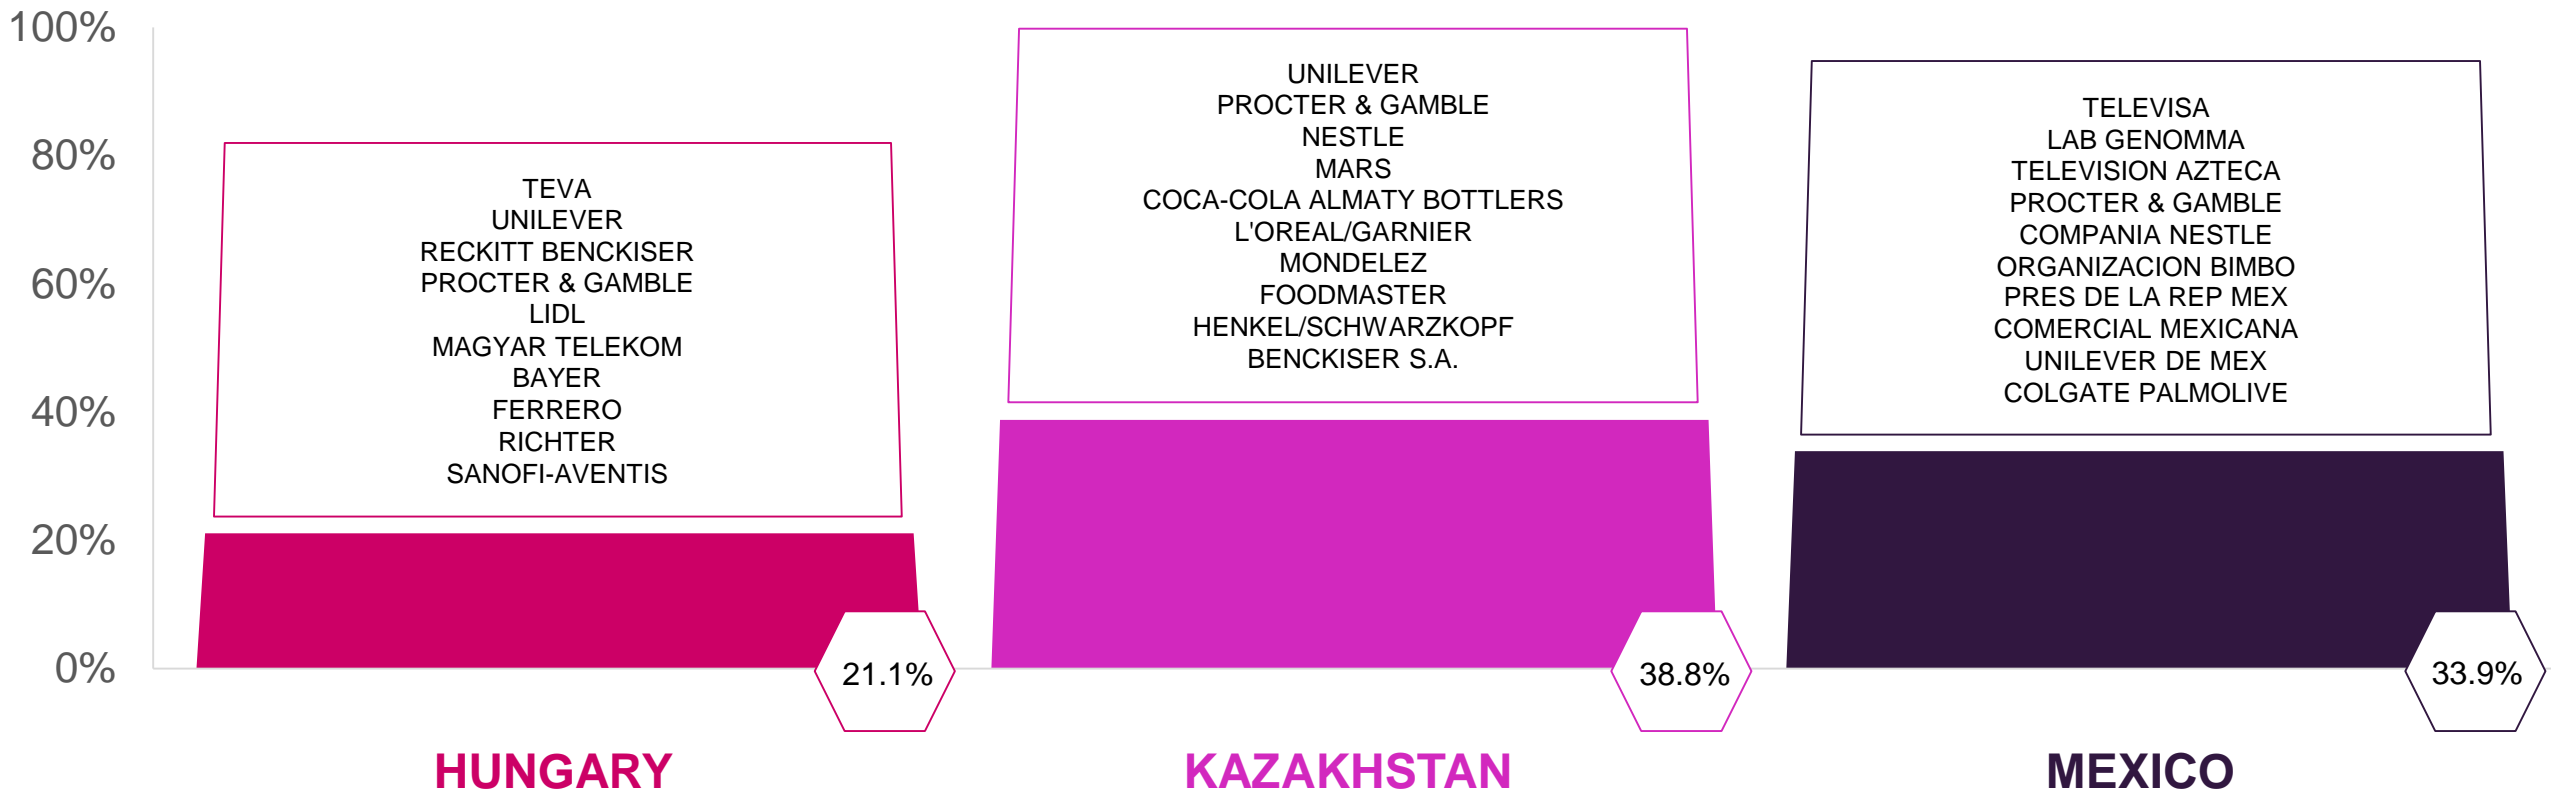 100%
80%
60%
40%
20%
0%
TEVA
UNILEVER
RECKITT BENCKISER
PROCTER & GAMBLE
LIDL
MAGYAR TELEKOM
BAYER
FERRERO
RICHTER
SANOFI-AVENTIS
21.1%
HUNGARY
UNILEVER
PROCTER & GAMBLE
NESTLE
MARS
COCA-COLA ALMATY BOTTLERS
L'OREAL/GARNIER
MONDELEZ
FOODMASTER
HENKEL/SCHWARZKOPF
BENCKISER S.A.
38.8%
KAZAKHSTAN
TELEVISA
LAB GENOMMA
TELEVISION AZTECA
PROCTER & GAMBLE
COMPANIA NESTLE
ORGANIZACION BIMBO
PRES DE LA REP MEX
COMERCIAL MEXICANA
UNILEVER DE MEX
COLGATE PALMOLIVE
33.9%
MEXICO